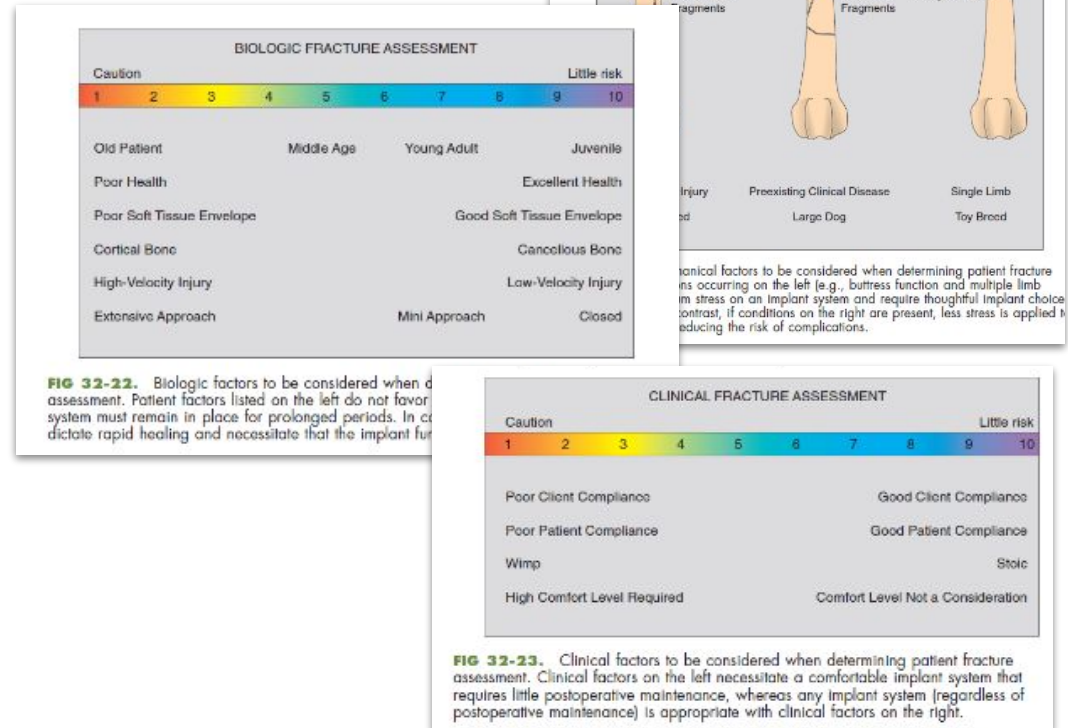 BIOLOGIC FRACTURE ASSESSMENT
Caution Little risk
1 2 3 4 5 6 7 8 9 10
Old Patient Middle Age Young Adult Juvenile
Poor Health Excellent Health
Poor Soft Tissue Envelope Good Soft Tissue Envelope
Cortical Bone Cancellous Bone
High-Velocity Injury Low-Velocity Injury
Extensive Approach Mini Approach Closed
FIG 32-22. Biologic factors to be considered when
assessment. Patient factors listed on the left do not favor
system must remain in place for prolonged periods. In
dictate rapid healing and necessitate that the implant
Fragments Fragments
Injury Preexisting Clinical Disease Single Limb
Large Dog Toy Breed
factors to be considered when determining patient fracture
occurring on the left (e.g., buttress function and multiple limb
stress on an implant system and require thoughtful implant choice
contrast, if conditions on the right are present, less stress is applied
reducing the risk of complications.
CLINICAL FRACTURE ASSESSMENT
Caution Little risk
1 2 3 4 5 6 7 8 9 10
Poor Client Compliance Good Client Compliance
Poor Patient Compliance Good Patient Compliance
Wimp Stoic
High Comfort Level Required Comfort Level Not a Consideration
FIG 32-23. Clinical factors to be considered when determining patient fracture
assessment. Clinical factors on the left necessitate a comfortable implant system that
requires little postoperative maintenance, whereas any implant system (regardless of
postoperative maintenance) is appropriate with clinical factors on the right.